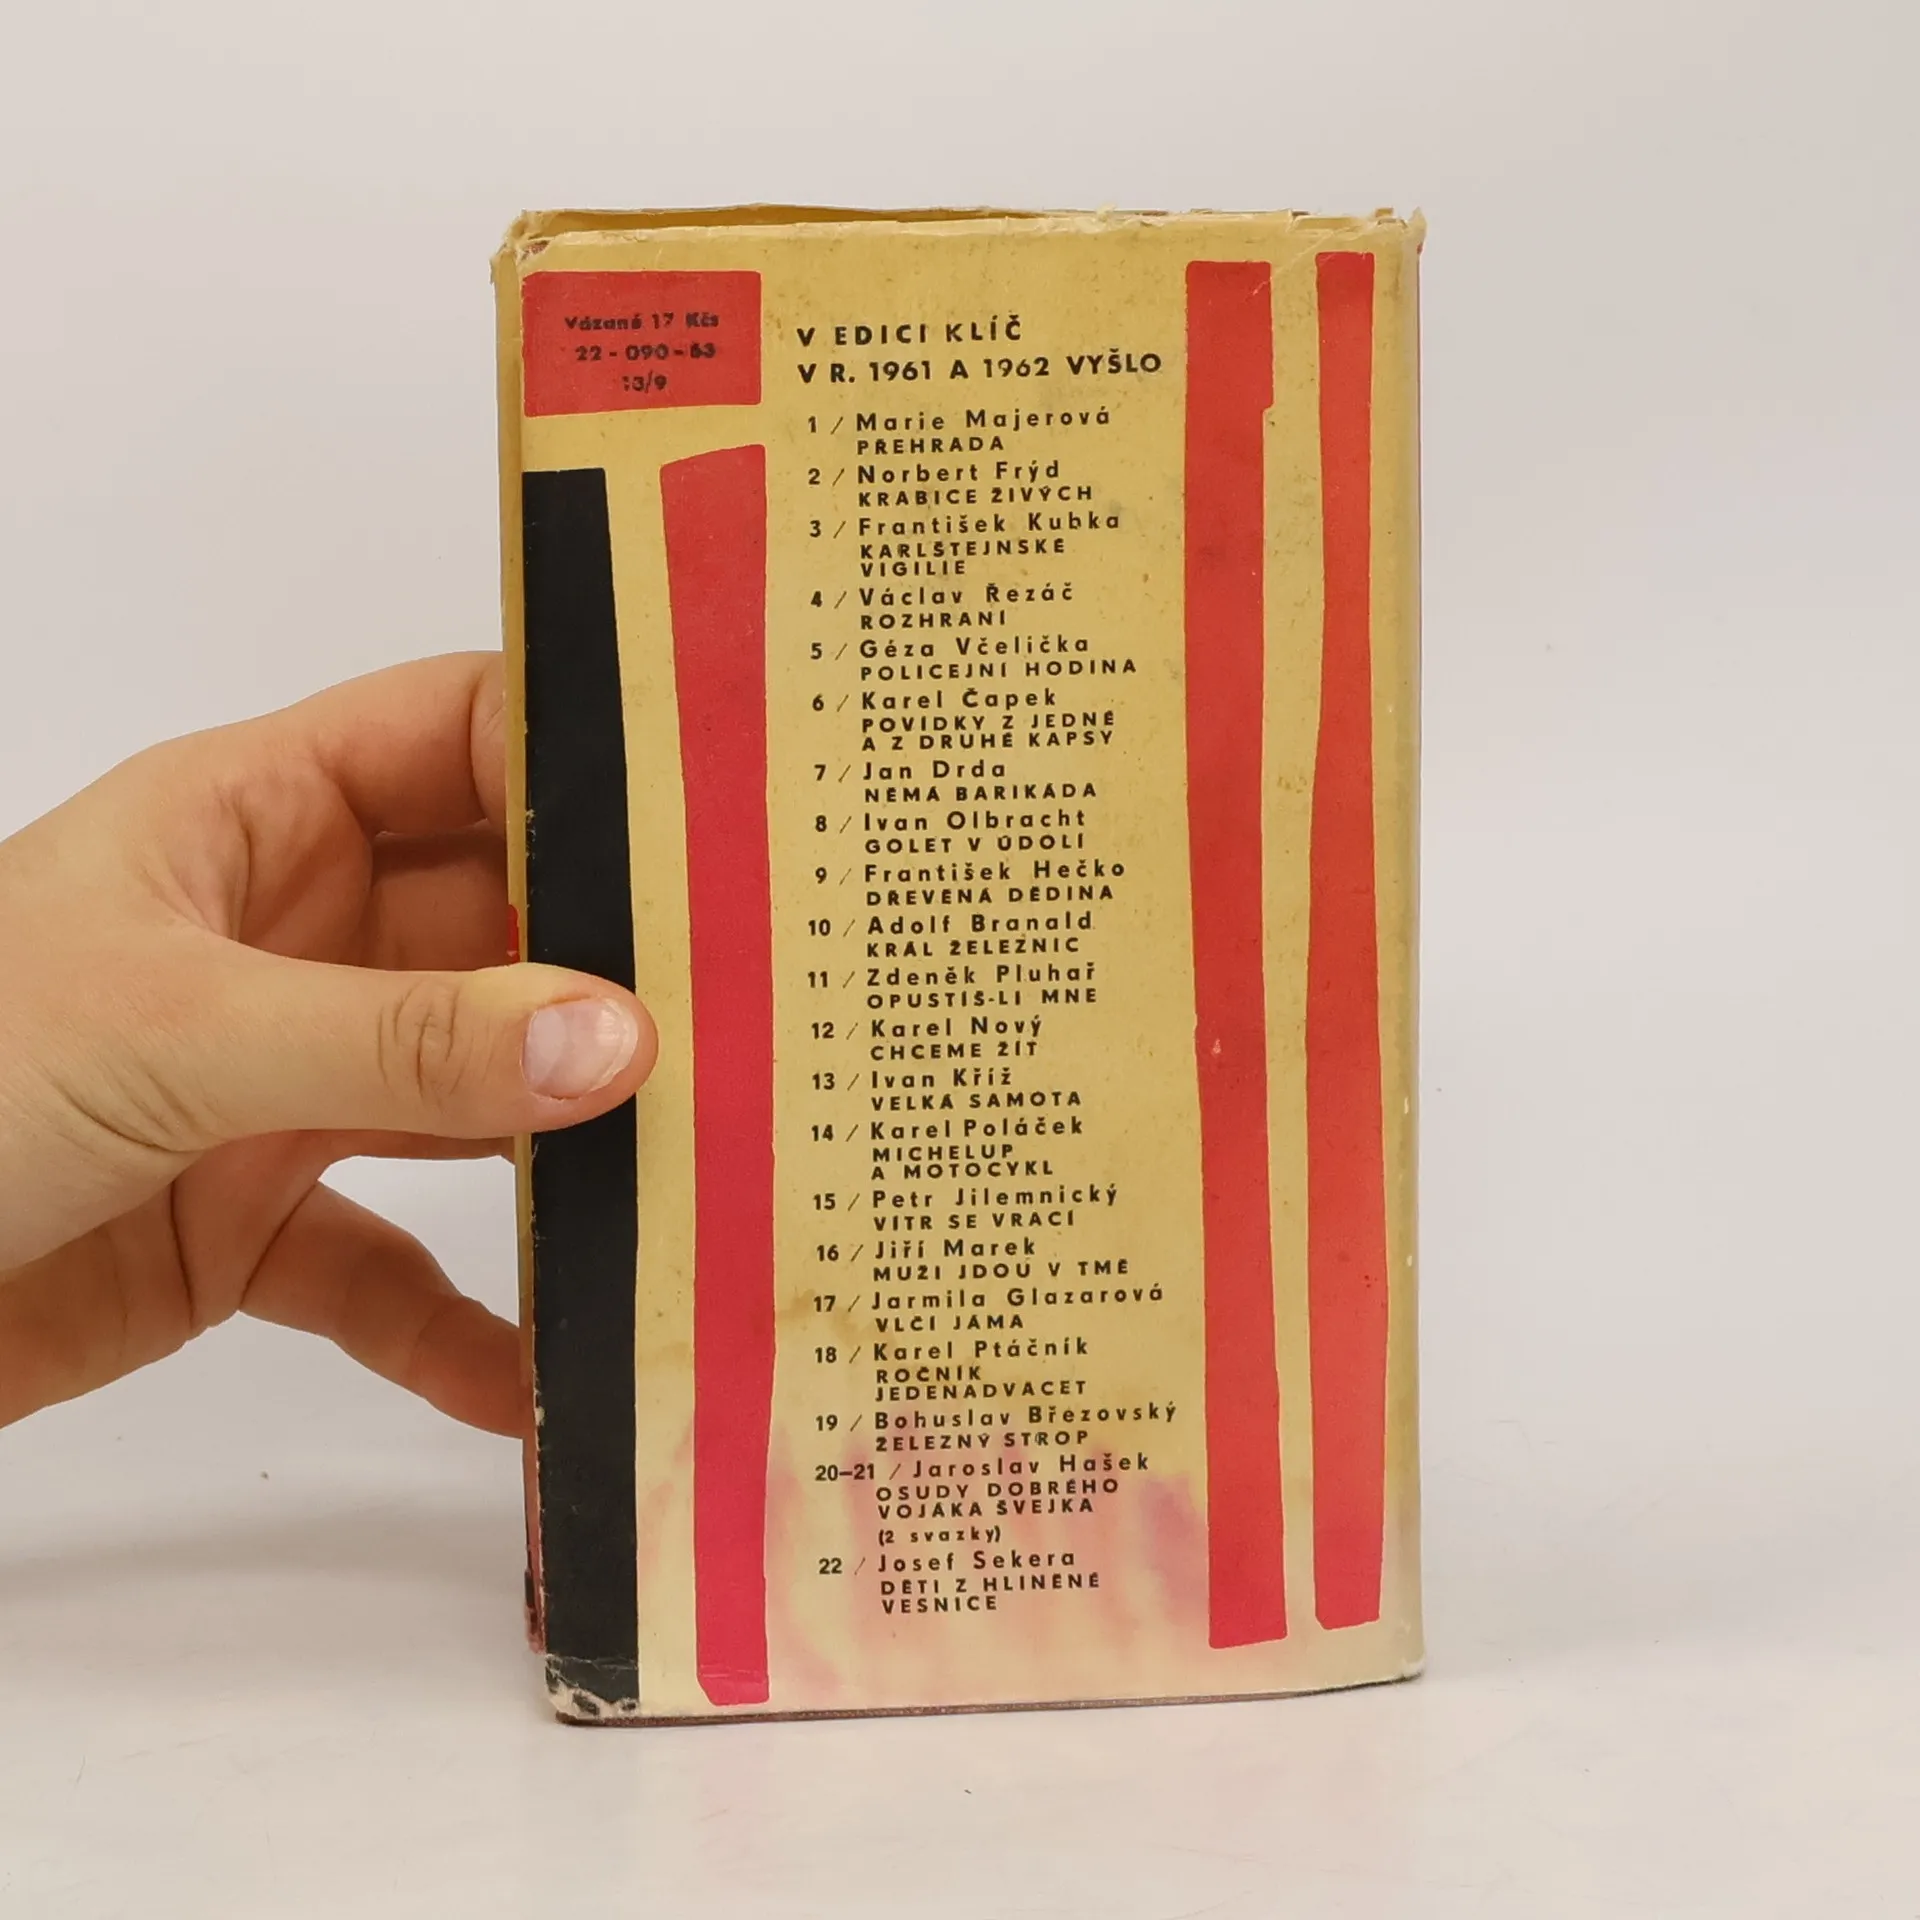 Vázané 17 Kčs
22 - 090 - 63
13/9
V EDICI KLÍČ
V R. 1961 A 1962 VYŠLO
1 / Marie Majerová
PŘEHRADA
2 / Norbert Frýd
KRABICE ŽIVÝCH
3 / František Kubka
KARLŠTEJNSKÉ
VIGILIE
4 / Václav Řezáč
ROZHRANÍ
5 / Géza Včelička
POLICEJNÍ HODINA
6 / Karel Čapek
POVÍDKY Z JEDNÉ
A Z DRUHÉ KAPSY
7 / Jan Drda
NĚMÁ BARIKÁDA
8 / Ivan Olbracht
GOLET V ÚDOLÍ
9 / František Hečko
DŘEVĚNÁ DĚDINA
10 / Adolf Branald
KRÁL ŽELEZNIC
11 / Zdeněk Pluhař
OPUSTÍŠ-LI MNE
12 / Karel Nový
CHCEME ŽÍT
13 / Ivan Kříž
VELKÁ SAMOTA
14 / Karel Poláček
MICHELUP
A MOTOCYKL
15 / Petr Jilemnický
VÍTR SE VRACÍ
16 / Jiří Marek
MUŽI JDOU V TMĚ
17 / Jarmila Glazarová
VLČÍ JÁMA
18 / Karel Ptáčník
ROČNÍK
JEDENADVACET
19 / Bohuslav Březovský
ŽELEZNÝ STROP
20–21 / Jaroslav Hašek
OSUDY DOBRÉHO
VOJÁKA ŠVEJKA
(2 svazky)
22 / Josef Sekera
DĚTI Z HLINĚNÉ
VESNICE